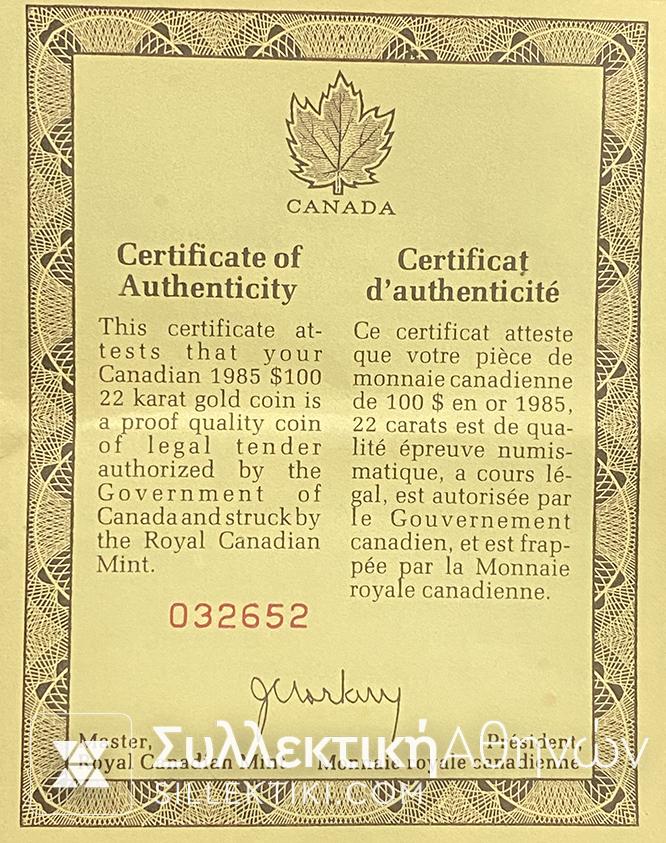 CANADA
Certificate of
Authenticity
This certificate at-
tests that your
Canadian 1985 $100
22 karat gold coin is
a proof quality coin
of legal tender
authorized by the
Government of
Canada and struck by
the Royal Canadian
Mint.
032652
Certificat
d'authenticité
Ce certificat atteste
que votre pièce de
monnaie canadienne
de 100 $ en or 1985,
22 carats est de qua-
lité épreuve numis-
matique, a cours lé-
gal, est autorisée par
le Gouvernement
canadien, et est frap-
pée par la Monnaie
royale canadienne.
Master,
Royal Canadian Mint
Président,
Monnaie royale canadienne
Συλλεκτική Αθηνών
SILLEKTIKI.COM